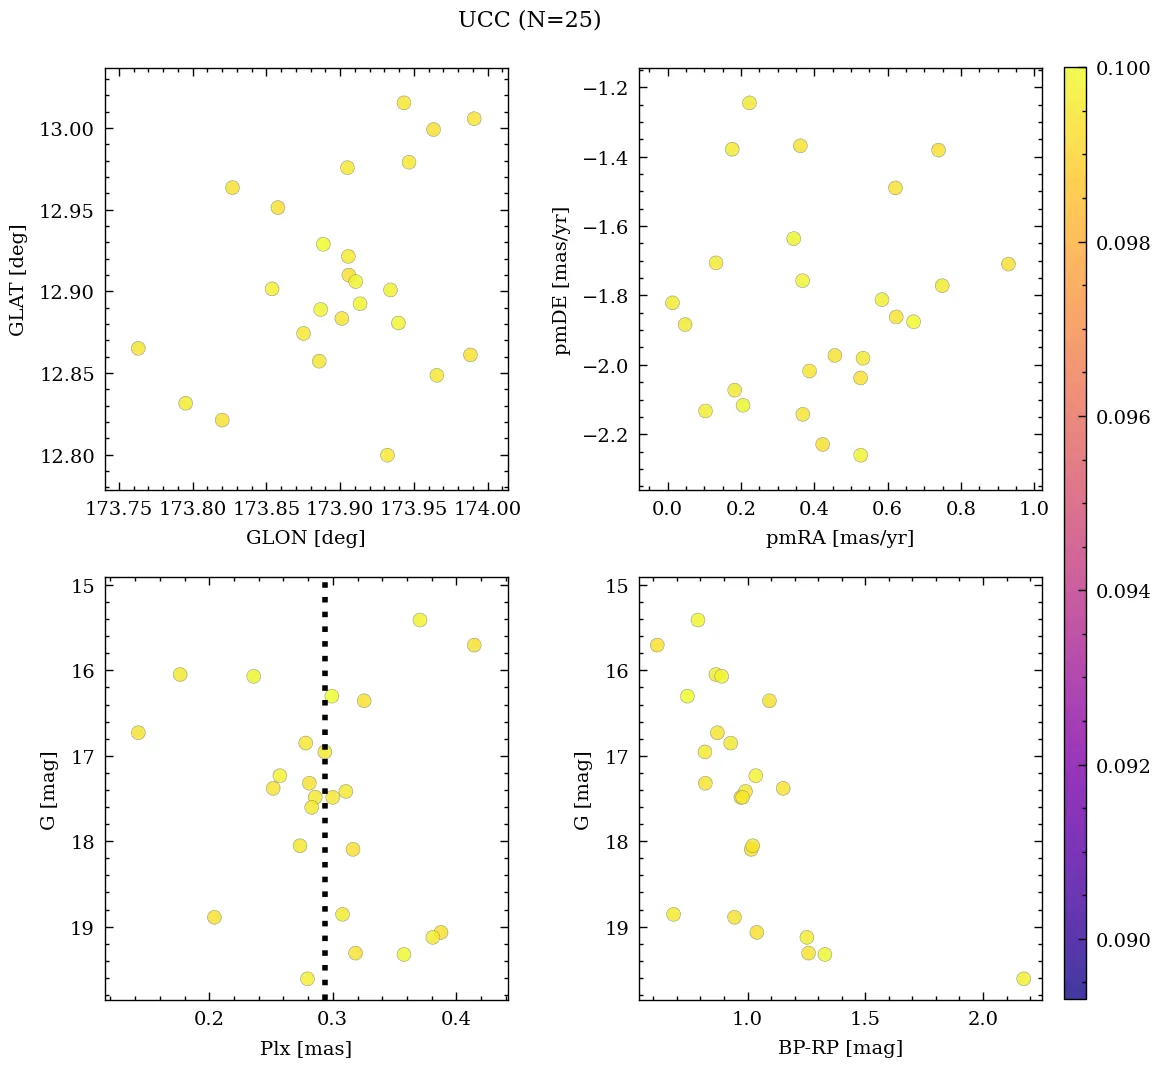 UCC (N=25)
13.00
12.95
12.90
12.85
12.80
GLAT [deg]
173.75 173.80 173.85 173.90 173.95 174.00
GLON [deg]
−1.2
−1.4
−1.6
−1.8
−2.0
−2.2
pmDE [mas/yr]
0.0 0.2 0.4 0.6 0.8 1.0
pmRA [mas/yr]
15
16
17
18
19
G [mag]
0.2 0.3 0.4
Plx [mas]
15
16
17
18
19
G [mag]
1.0 1.5 2.0
BP-RP [mag]
0.100
0.098
0.096
0.094
0.092
0.090